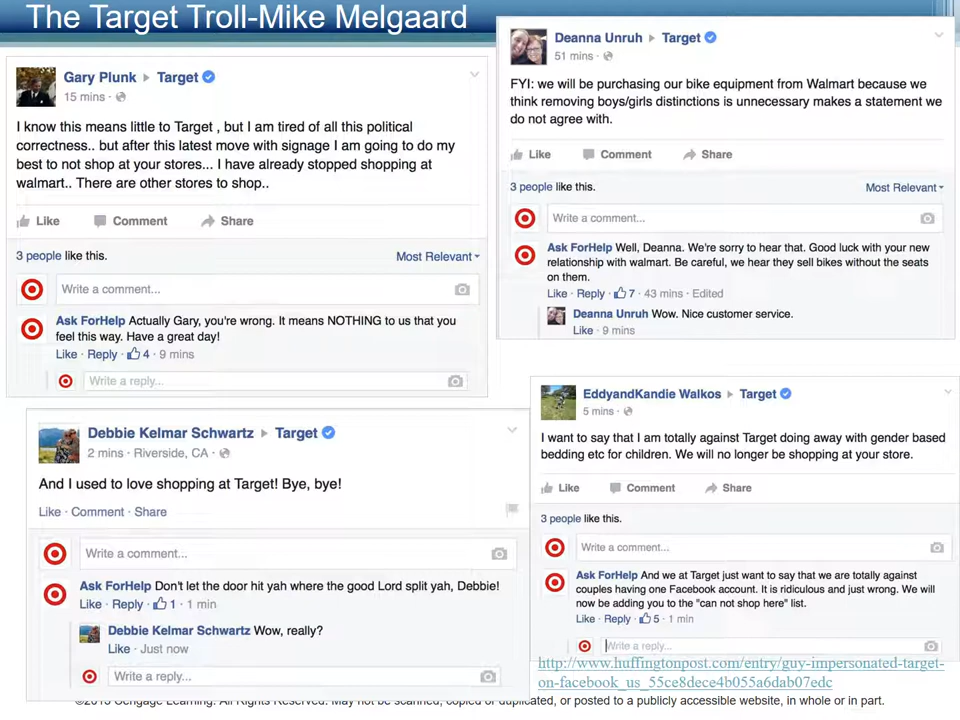 The Target Troll-Mike Melgaard
Gary Plunk ▸ Target
15 mins ·
I know this means little to Target , but I am tired of all this political
correctness.. but after this latest move with signage I am going to do my
best to not shop at your stores... I have already stopped shopping at
walmart.. There are other stores to shop..
Like Comment Share
3 people like this. Most Relevant
Write a comment...
Ask ForHelp Actually Gary, you're wrong. It means NOTHING to us that you
feel this way. Have a great day!
Like · Reply · 4 · 9 mins
Write a reply...
Deanna Unruh ▸ Target
51 mins ·
FYI: we will be purchasing our bike equipment from Walmart because we
think removing boys/girls distinctions is unnecessary makes a statement we
do not agree with.
Like Comment Share
3 people like this. Most Relevant
Write a comment...
Ask ForHelp Well, Deanna. We're sorry to hear that. Good luck with your new
relationship with walmart. Be careful, we hear they sell bikes without the seats
on them.
Like · Reply · 7 · 43 mins · Edited
Deanna Unruh Wow. Nice customer service.
Like · 9 mins
Debbie Kelmar Schwartz ▸ Target
2 mins · Riverside, CA ·
And I used to love shopping at Target! Bye, bye!
Like · Comment · Share
Write a comment...
Ask ForHelp Don't let the door hit yah where the good Lord split yah, Debbie!
Like · Reply · 1 · 1 min
Debbie Kelmar Schwartz Wow, really?
Like · Just now
Write a reply...
EddyandKandie Walkos ▸ Target
5 mins ·
I want to say that I am totally against Target doing away with gender based
bedding etc for children. We will no longer be shopping at your store.
Like Comment Share
3 people like this.
Write a comment...
Ask ForHelp And we at Target just want to say that we are totally against
couples having one Facebook account. It is ridiculous and just wrong. We will
now be adding you to the "can not shop here" list.
Like · Reply · 5 · 1 min
Write a reply...
http://www.huffingtonpost.com/entry/guy-impersonated-target-
on-facebook_us_55ce8dece4b055a6dab07edc
Cengage Learning. All Rights Reserved. May not be scanned, copied or duplicated, or posted to a publicly accessible website, in whole or in part.